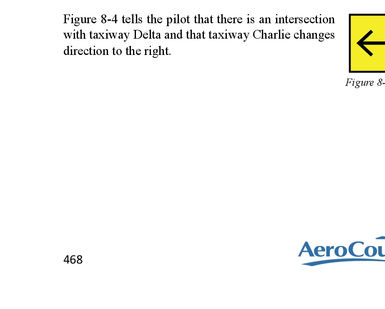 Figure 8-4 tells the pilot that there is an intersection
with taxiway Delta and that taxiway Charlie changes
direction to the right.
Figure 8-
468
AeroCou